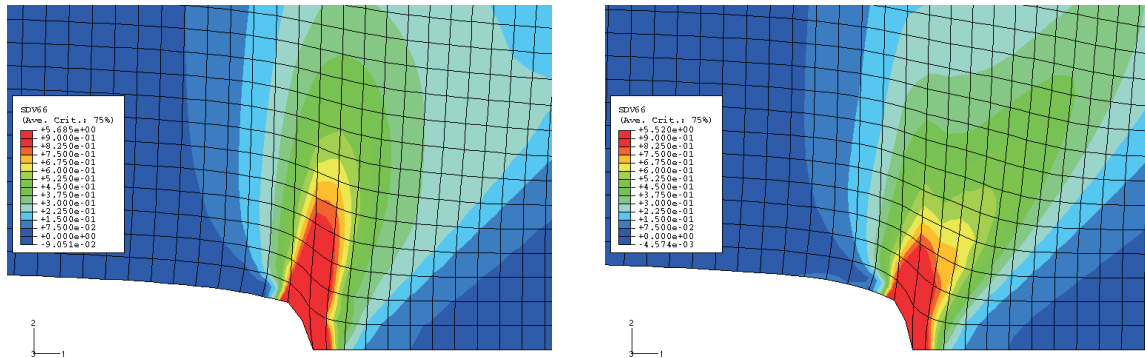 SDV66
(Ave. Crit.: 75%)
+5.685e+00
+9.000e-01
+8.250e-01
+7.500e-01
+6.750e-01
+6.000e-01
+5.250e-01
+4.500e-01
+3.750e-01
+3.000e-01
+2.250e-01
+1.500e-01
+7.500e-02
+0.000e+00
-9.051e-02
2
3 1
SDV66
(Ave. Crit.: 75%)
+5.520e+00
+9.000e-01
+8.250e-01
+7.500e-01
+6.750e-01
+6.000e-01
+5.250e-01
+4.500e-01
+3.750e-01
+3.000e-01
+2.250e-01
+1.500e-01
+7.500e-02
+0.000e+00
-4.574e-03
2
3 1